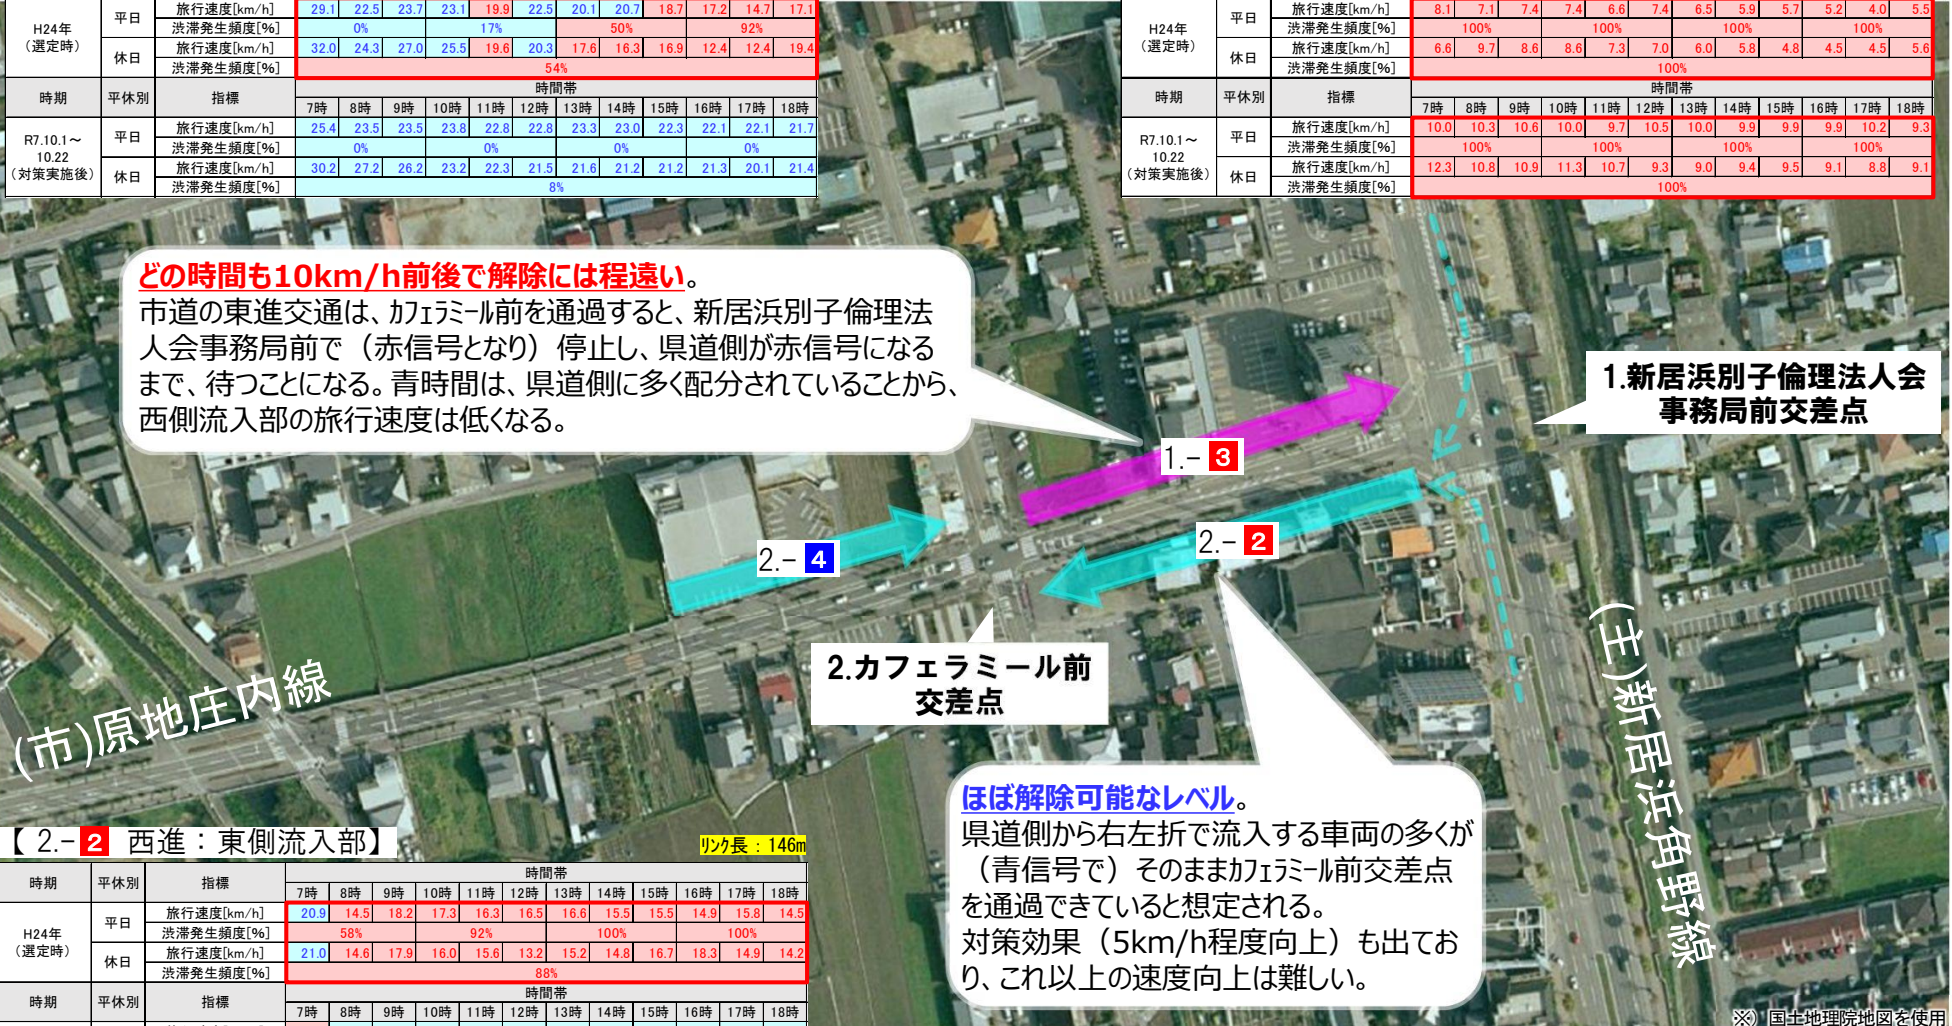 H24年
（選定時）
平日 旅行速度[km/h] 29.1 22.5 23.7 23.1 19.9 22.5 20.1 20.7 18.7 17.2 14.7 17.1
渋滞発生頻度[%] 0% 17% 50% 92%
休日 旅行速度[km/h] 32.0 24.3 27.0 25.5 19.6 20.3 17.6 16.3 16.9 12.4 12.4 19.4
渋滞発生頻度[%] 54%
時期 平休別 指標 時間帯
7時 8時 9時 10時 11時 12時 13時 14時 15時 16時 17時 18時
R7.10.1～
10.22
（対策実施後）
平日 旅行速度[km/h] 25.4 23.5 23.5 23.8 22.8 22.8 23.3 23.0 22.3 22.1 22.1 21.7
渋滞発生頻度[%] 0% 0% 0% 0%
休日 旅行速度[km/h] 30.2 27.2 26.2 23.2 22.3 21.5 21.6 21.2 21.2 21.3 20.1 21.4
渋滞発生頻度[%] 8%
H24年
（選定時）
平日 旅行速度[km/h] 8.1 7.1 7.4 7.4 6.6 7.4 6.5 5.9 5.7 5.2 4.0 5.5
渋滞発生頻度[%] 100% 100% 100% 100%
休日 旅行速度[km/h] 6.6 9.7 8.6 8.6 7.3 7.0 6.0 5.8 4.8 4.5 4.5 5.6
渋滞発生頻度[%] 100%
時期 平休別 指標 時間帯
7時 8時 9時 10時 11時 12時 13時 14時 15時 16時 17時 18時
R7.10.1～
10.22
（対策実施後）
平日 旅行速度[km/h] 10.0 10.3 10.6 10.0 9.7 10.5 10.0 9.9 9.9 9.9 10.2 9.3
渋滞発生頻度[%] 100% 100% 100% 100%
休日 旅行速度[km/h] 12.3 10.8 10.9 11.3 10.7 9.3 9.0 9.4 9.5 9.1 8.8 9.1
渋滞発生頻度[%] 100%
どの時間も10km/h前後で解除には程遠い。
市道の東進交通は、ｶﾌｪﾗﾐｰﾙ前を通過すると、新居浜別子倫理法
人会事務局前で（赤信号となり）停止し、県道側が赤信号になる
まで、待つことになる。青時間は、県道側に多く配分されていることから、
西側流入部の旅行速度は低くなる。
1.新居浜別子倫理法人会
事務局前交差点
1.－3
2.－2
2.－4
2.カフェラミール前
交差点
(市)原地庄内線
(主)新居浜角野線
ほぼ解除可能なレベル。
県道側から右左折で流入する車両の多くが
（青信号で）そのままｶﾌｪﾗﾐｰﾙ前交差点
を通過できていると想定される。
対策効果（5km/h程度向上）も出てお
り、これ以上の速度向上は難しい。
【 2.－2 西進：東側流入部】
ﾘﾝｸ長：146m
時期 平休別 指標 時間帯
7時 8時 9時 10時 11時 12時 13時 14時 15時 16時 17時 18時
H24年
（選定時）
平日 旅行速度[km/h] 20.9 14.5 18.2 17.3 16.3 16.5 16.6 15.5 15.5 14.9 15.8 14.5
渋滞発生頻度[%] 58% 92% 100% 100%
休日 旅行速度[km/h] 21.0 14.6 17.9 16.0 15.6 13.2 15.2 14.8 16.7 18.3 14.9 14.2
渋滞発生頻度[%] 88%
時期 平休別 指標 時間帯
7時 8時 9時 10時 11時 12時 13時 14時 15時 16時 17時 18時
※）国土地理院地図を使用